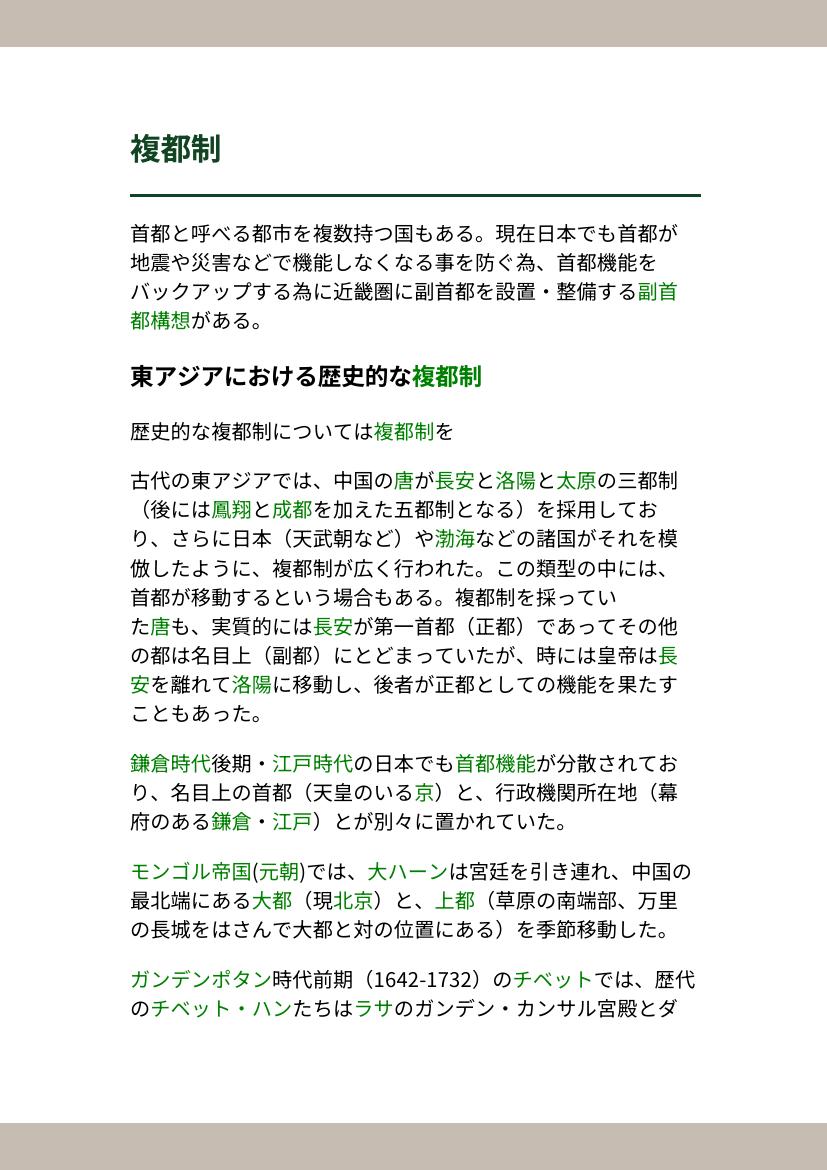 複都制
首都と呼べる都市を複数持つ国もある。現在日本でも首都が
地震や災害などで機能しなくなる事を防ぐ為、首都機能を
バックアップする為に近畿圏に副首都を設置・整備する副首
都構想がある。
東アジアにおける歴史的な複都制
歴史的な複都制については複都制を
古代の東アジアでは、中国の唐が長安と洛陽と太原の三都制
（後には鳳翔と成都を加えた五都制となる）を採用してお
り、さらに日本（天武朝など）や渤海などの諸国がそれを模
倣したように、複都制が広く行われた。この類型の中には、
首都が移動するという場合もある。複都制を採ってい
た唐も、実質的には長安が第一首都（正都）であってその他
の都は名目上（副都）にとどまっていたが、時には皇帝は長
安を離れて洛陽に移動し、後者が正都としての機能を果たす
こともあった。
鎌倉時代後期・江戸時代の日本でも首都機能が分散されてお
り、名目上の首都（天皇のいる京）と、行政機関所在地（幕
府のある鎌倉・江戸）とが別々に置かれていた。
モンゴル帝国(元朝)では、大ハーンは宮廷を引き連れ、中国の
最北端にある大都（現北京）と、上都（草原の南端部、万里
の長城をはさんで大都と対の位置にある）を季節移動した。
ガンデンポタン時代前期（1642-1732）のチベットでは、歴代
のチベット・ハンたちはラサのガンデン・カンサル宮殿とダ